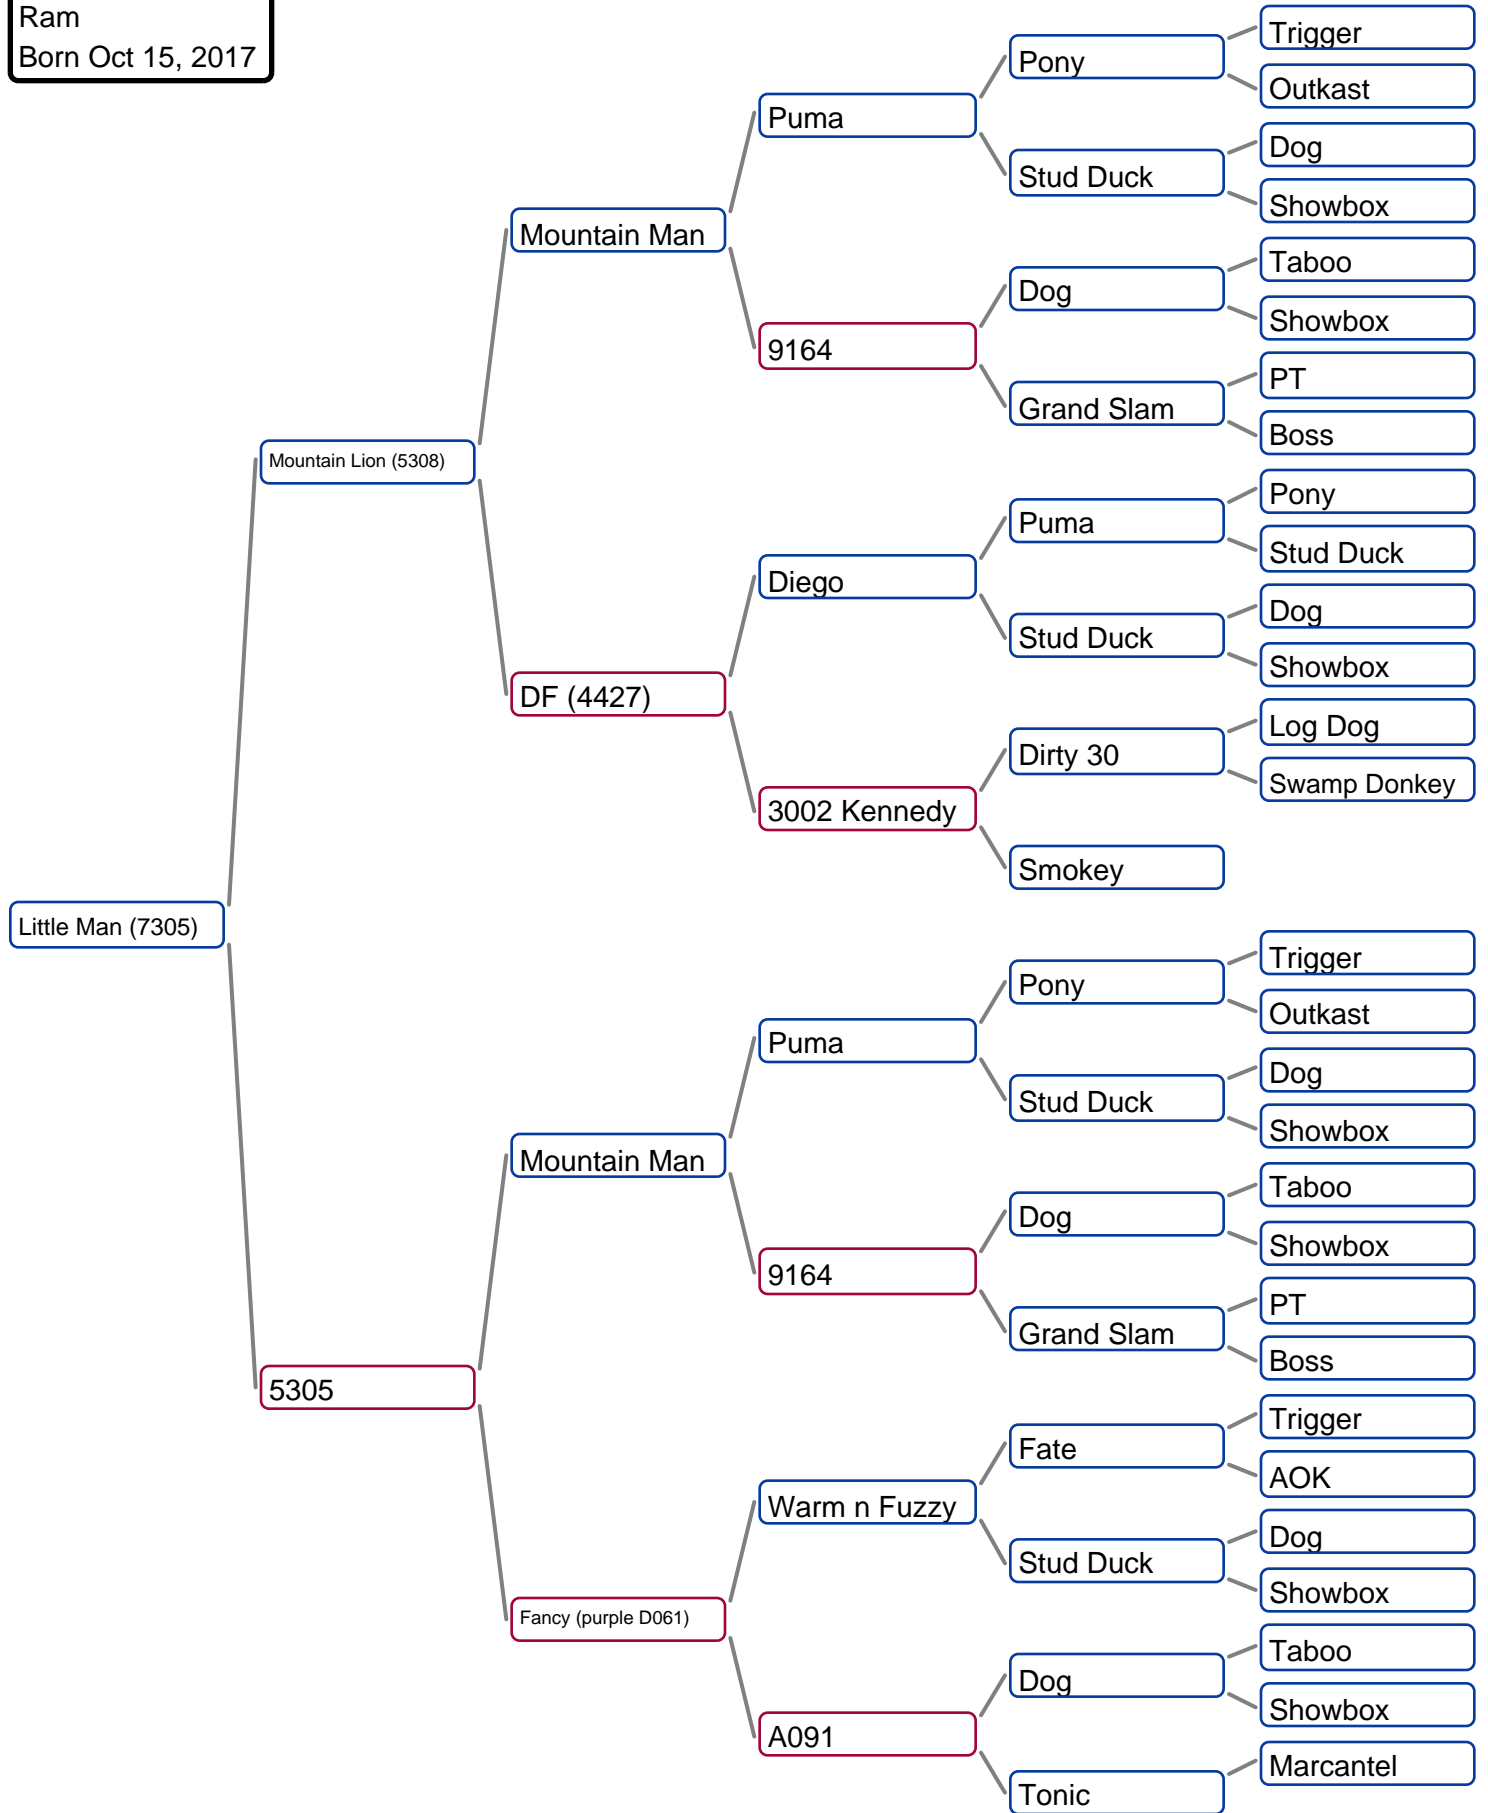 Ram
Born Oct 15, 2017
Trigger
Pony
Outkast
Puma
Dog
Stud Duck
Showbox
Mountain Man
Taboo
Dog
Showbox
9164
PT
Grand Slam
Boss
Mountain Lion (5308)
Pony
Puma
Stud Duck
Diego
Dog
Stud Duck
Showbox
DF (4427)
Log Dog
Dirty 30
Swamp Donkey
3002 Kennedy
Smokey
Little Man (7305)
Trigger
Pony
Outkast
Puma
Dog
Stud Duck
Showbox
Mountain Man
Taboo
Dog
Showbox
9164
PT
Grand Slam
Boss
5305
Trigger
Fate
AOK
Warm n Fuzzy
Dog
Stud Duck
Showbox
Fancy (purple D061)
Taboo
Dog
Showbox
A091
Marcantel
Tonic